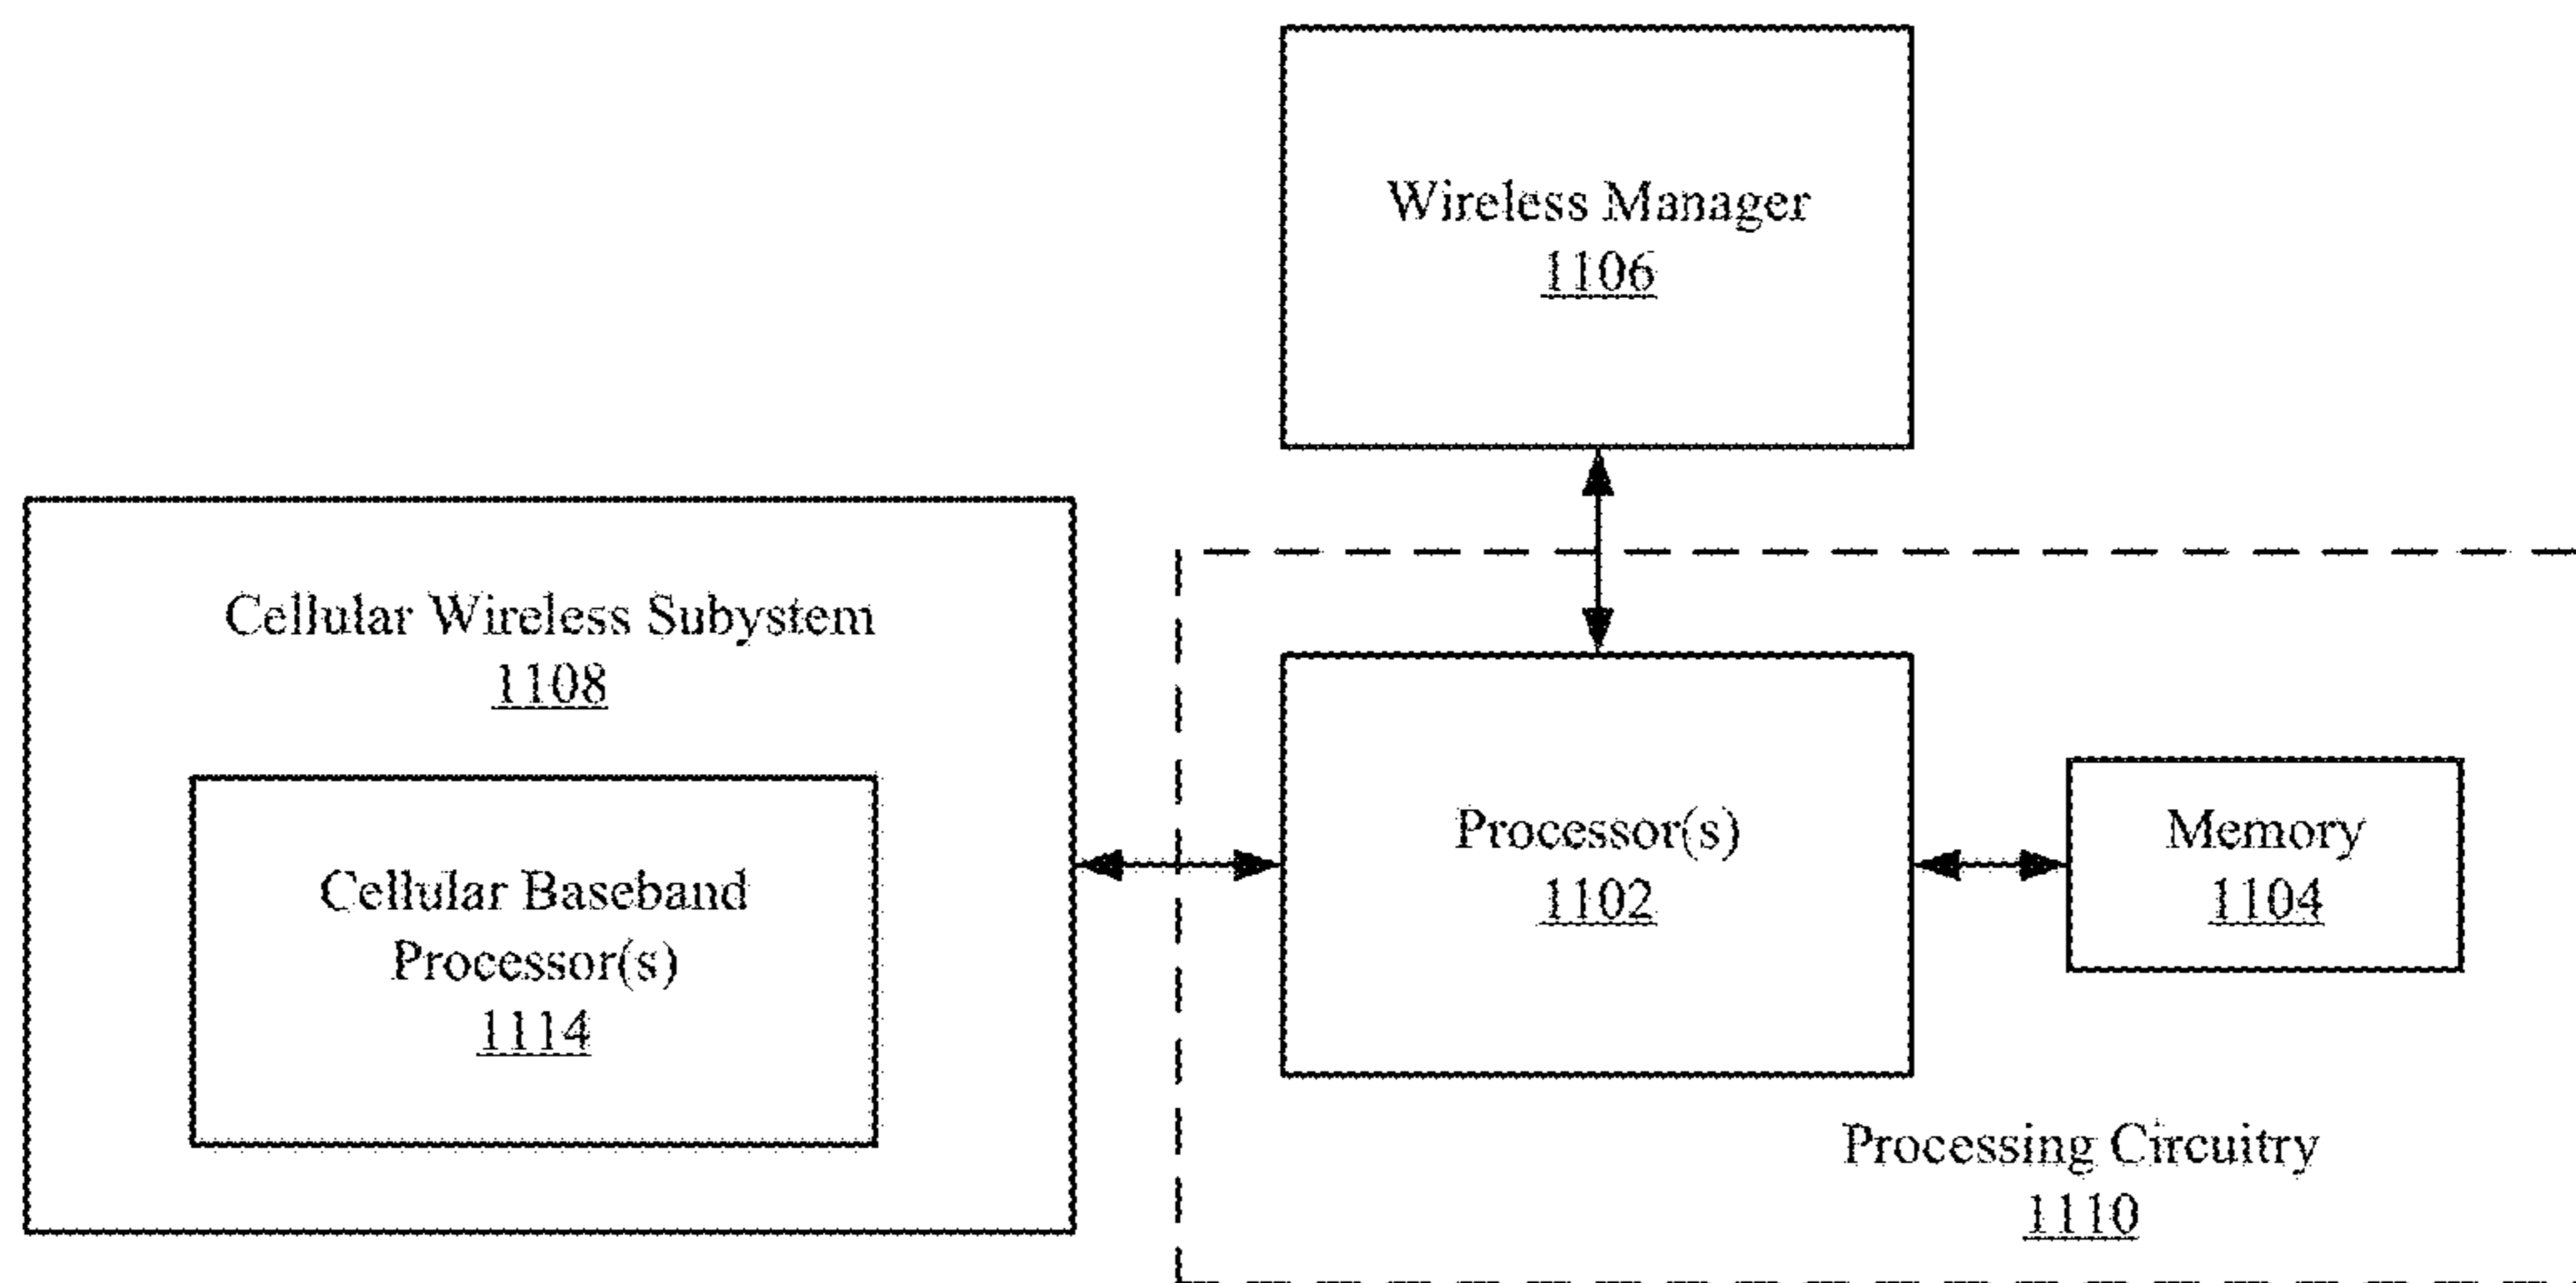 Wireless Manager
1106
Cellular Wireless Subystem
1108
Cellular Baseband
Processor(s)
1114
Processor(s)
1102
Memory
1104
Processing Circuitry
1110